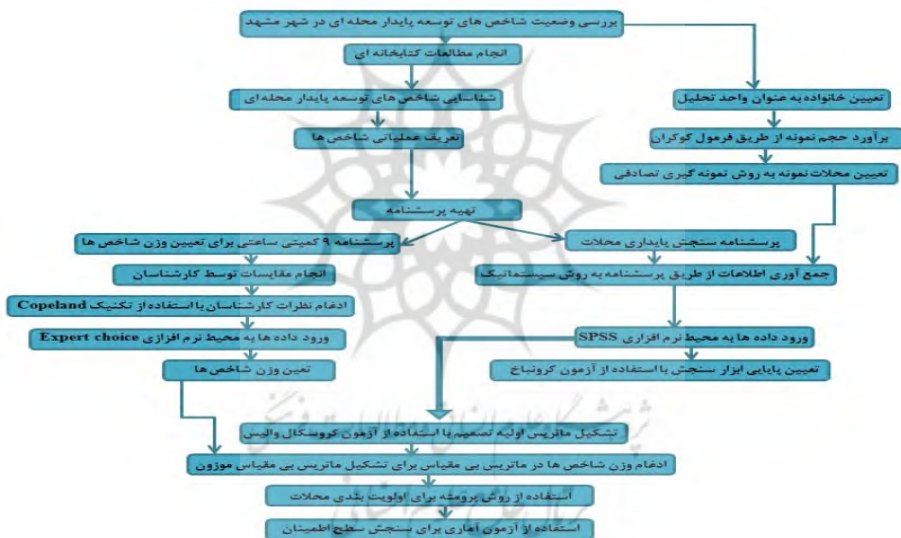 بررسی وضعیت شاخص های توسعه پایدار محله ای در شهر مشهد
انجام مطالعات کتابخانه ای
شناسایی شاخص های توسعه پایدار محله ای
تعیین خانواده به عنوان واحد تحلیل
تعریف عملیاتی شاخص ها
برآورد حجم نمونه از طریق فرمول کوکران
تعیین محلات نمونه به روش نمونه گیری تصادفی
تهیه پرسشنامه
پرسشنامه سنجش پایداری محلات
پرسشنامه ۹ کمیتی ساعتی برای تعیین وزن شاخص ها
جمع آوری اطلاعات از طریق پرسشنامه به روش سیستماتیک
انجام مقایسات توسط کارشناسان
ادغام نظرات کارشناسان با استفاده از تکنیک Copeland
ورود داده ها به محیط نرم افزاری SPSS
ورود داده ها به محیط نرم افزازی Expert choice
تعیین پایایی ابزار سنجش با استفاده از آزمون کرونباخ
تعین وزن شاخص ها
تشکیل ماتریس اولیه تصمیم با استفاده از آزمون کروسکال والیس
ادغام وزن شاخص ها در ماتریس بی مقیاس برای تشکیل ماتریس بی مقیاس موزون
استفاده از روش پرومته برای اولویت بندی محلات
استفاده از آزمون آماری برای سنجش سطح اطمینان